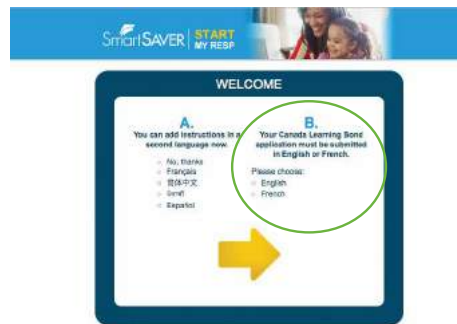 SmartSAVER START
MY RESP
WELCOME
A.
You can add instructions in a
second language now.
No, thanks
Français
简体中文
Español
B.
Your Canada Learning Bond
application must be submitted
in English or French.
Please choose:
English
French